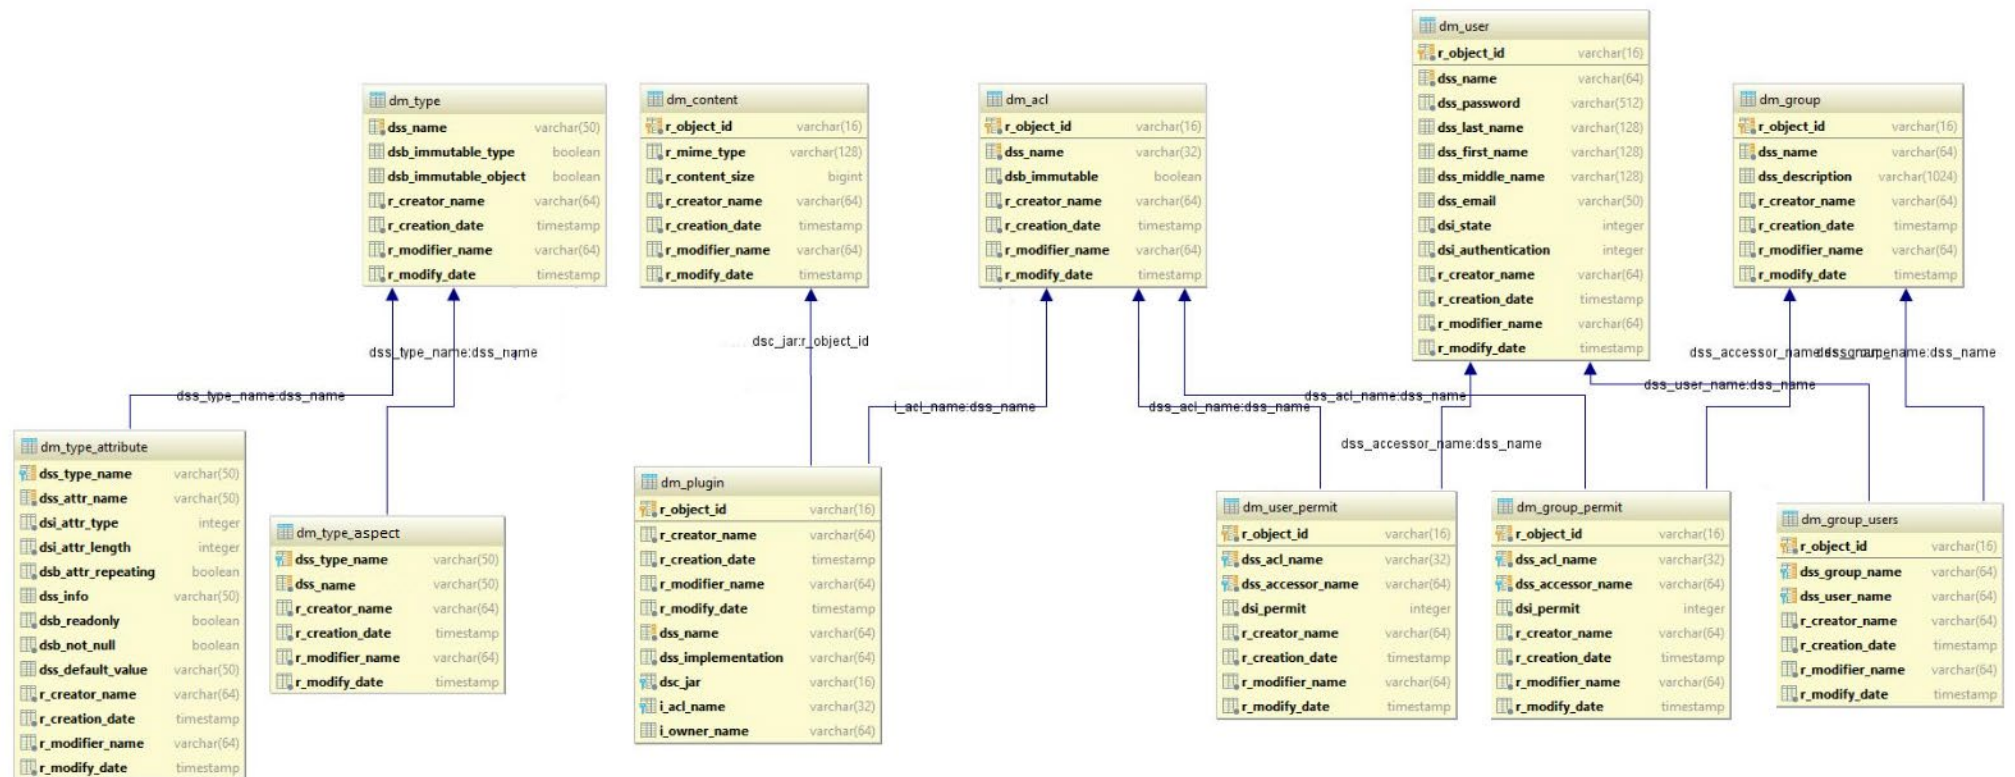 dm_type
dss_name varchar(50)
dsb_immutable_type boolean
dsb_immutable_object boolean
r_creator_name varchar(64)
r_creation_date timestamp
r_modifier_name varchar(64)
r_modify_date timestamp
dm_content
r_object_id varchar(16)
r_mime_type varchar(128)
r_content_size bigint
r_creator_name varchar(64)
r_creation_date timestamp
r_modifier_name varchar(64)
r_modify_date timestamp
dm_acl
r_object_id varchar(16)
dss_name varchar(32)
dsb_immutable boolean
r_creator_name varchar(64)
r_creation_date timestamp
r_modifier_name varchar(64)
r_modify_date timestamp
dm_user
r_object_id varchar(16)
dss_name varchar(64)
dss_password varchar(512)
dss_last_name varchar(128)
dss_first_name varchar(128)
dss_middle_name varchar(128)
dss_email varchar(50)
dsi_state integer
dsi_authentication integer
r_creator_name varchar(64)
r_creation_date timestamp
r_modifier_name varchar(64)
r_modify_date timestamp
dm_group
r_object_id varchar(16)
dss_name varchar(64)
dss_description varchar(1024)
r_creator_name varchar(64)
r_creation_date timestamp
r_modifier_name varchar(64)
r_modify_date timestamp
dss_type_name:dss_name
dsc_jar:r_object_id
dss_accessor_name:dss_name
dss_group_name:dss_name
dss_type_name:dss_name
i_acl_name:dss_name
dss_acl_name:dss_name
dss_acl_name:dss_name
dss_user_name:dss_name
dss_accessor_name:dss_name
dm_type_attribute
dss_type_name varchar(50)
dss_attr_name varchar(50)
dsi_attr_type integer
dsi_attr_length integer
dsb_attr_repeating boolean
dss_info varchar(50)
dsb_readonly boolean
dsb_not_null boolean
dss_default_value varchar(50)
r_creator_name varchar(64)
r_creation_date timestamp
r_modifier_name varchar(64)
r_modify_date timestamp
dm_type_aspect
dss_type_name varchar(50)
dss_name varchar(50)
r_creator_name varchar(64)
r_creation_date timestamp
r_modifier_name varchar(64)
r_modify_date timestamp
dm_plugin
r_object_id varchar(16)
r_creator_name varchar(64)
r_creation_date timestamp
r_modifier_name varchar(64)
r_modify_date timestamp
dss_name varchar(64)
dss_implementation varchar(64)
dsc_jar varchar(16)
i_acl_name varchar(32)
i_owner_name varchar(64)
dm_user_permit
r_object_id varchar(16)
dss_acl_name varchar(32)
dss_accessor_name varchar(64)
dsi_permit integer
r_creator_name varchar(64)
r_creation_date timestamp
r_modifier_name varchar(64)
r_modify_date timestamp
dm_group_permit
r_object_id varchar(16)
dss_acl_name varchar(32)
dss_accessor_name varchar(64)
dsi_permit integer
r_creator_name varchar(64)
r_creation_date timestamp
r_modifier_name varchar(64)
r_modify_date timestamp
dm_group_users
r_object_id varchar(16)
dss_group_name varchar(64)
dss_user_name varchar(64)
r_creator_name varchar(64)
r_creation_date timestamp
r_modifier_name varchar(64)
r_modify_date timestamp